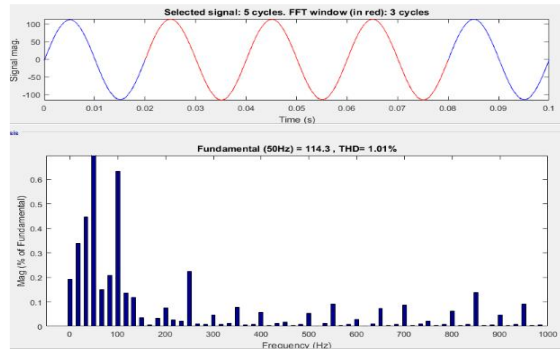 Selected signal: 5 cycles. FFT window (in red): 3 cycles
100
50
0
-50
-100
Signal mag.
0 0.01 0.02 0.03 0.04 0.05 0.06 0.07 0.08 0.09 0.1
Time (s)
sis
Fundamental (50Hz) = 114.3 , THD= 1.01%
0.6
0.5
0.4
0.3
0.2
0.1
0
Mag (% of Fundamental)
0 100 200 300 400 500 600 700 800 900 1000
Frequency (Hz)